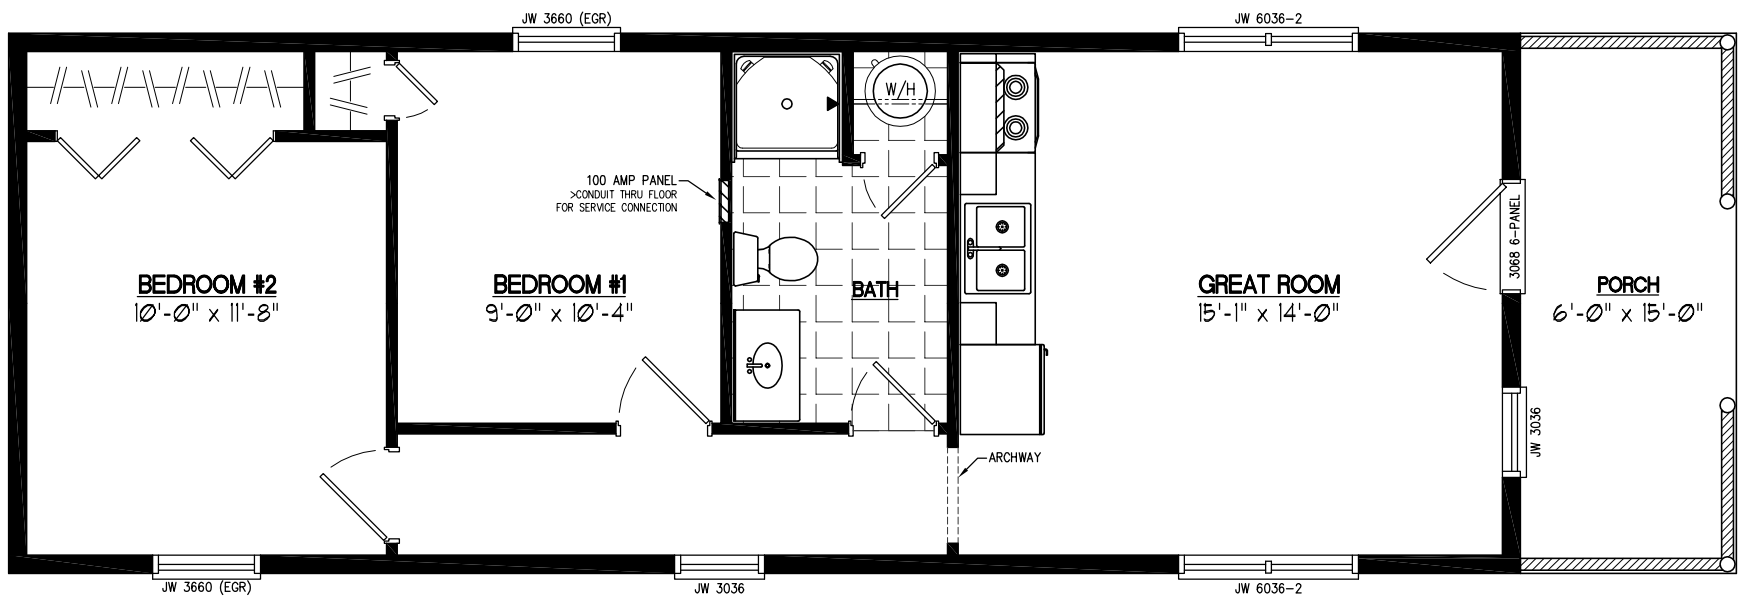 JW 3660 (EGR)
JW 6036-2
W/H
100 AMP PANEL
>CONDUIT THRU FLOOR
FOR SERVICE CONNECTION
3068 6-PANEL
BEDROOM #2
10'-0" x 11'-8"
BEDROOM #1
9'-0" x 10'-4"
BATH
GREAT ROOM
15'-1" x 14'-0"
PORCH
6'-0" x 15'-0"
JW 3036
ARCHWAY
JW 3660 (EGR)
JW 3036
JW 6036-2